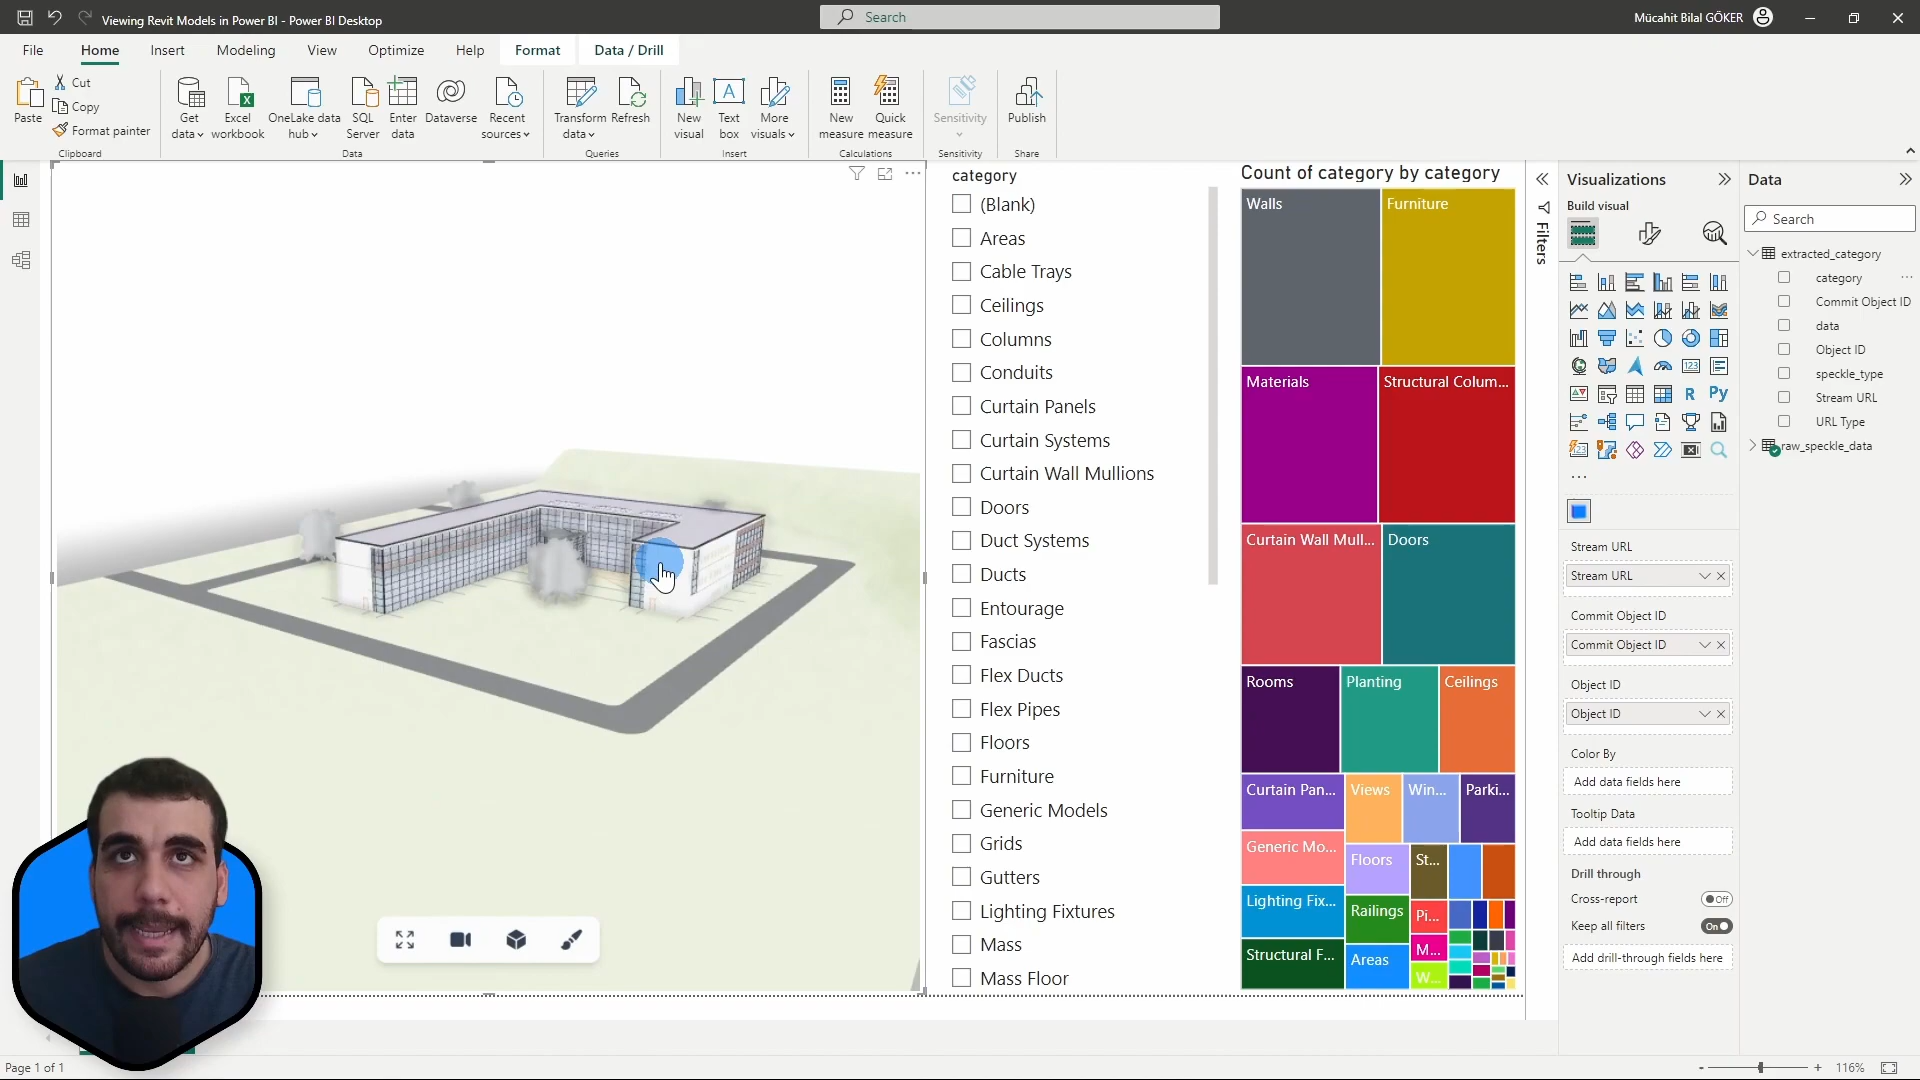 Viewing Revit Models in Power BI - Power BI Desktop
Search
Mücahit Bilal GÖKER
File
Home
Insert
Modeling
View
Optimize
Help
Format
Data / Drill
Paste
Cut
Copy
Format painter
Clipboard
Get data
Excel workbook
OneLake data hub
SQL Server
Enter data
Dataverse
Recent sources
Data
Transform data
Refresh
Queries
New visual
Text box
More visuals
Insert
New measure
Quick measure
Calculations
Sensitivity
Sensitivity
Publish
Share
category
(Blank)
Areas
Cable Trays
Ceilings
Columns
Conduits
Curtain Panels
Curtain Systems
Curtain Wall Mullions
Doors
Duct Systems
Ducts
Entourage
Fascias
Flex Ducts
Flex Pipes
Floors
Furniture
Generic Models
Grids
Gutters
Lighting Fixtures
Mass
Mass Floor
Count of category by category
Walls
Furniture
Materials
Structural Colum...
Curtain Wall Mull...
Doors
Rooms
Planting
Ceilings
Curtain Pan...
Views
Win...
Parki...
Generic Mo...
Floors
St...
Lighting Fix...
Railings
Pi...
Structural F...
Areas
M...
W...
Filters
Visualizations
Build visual
R
Py
123
Stream URL
Stream URL
Commit Object ID
Commit Object ID
Object ID
Object ID
Color By
Add data fields here
Tooltip Data
Add data fields here
Drill through
Cross-report
Off
Keep all filters
On
Add drill-through fields here
Data
Search
extracted_category
category
Commit Object ID
data
Object ID
speckle_type
Stream URL
URL Type
raw_speckle_data
Page 1 of 1
116%